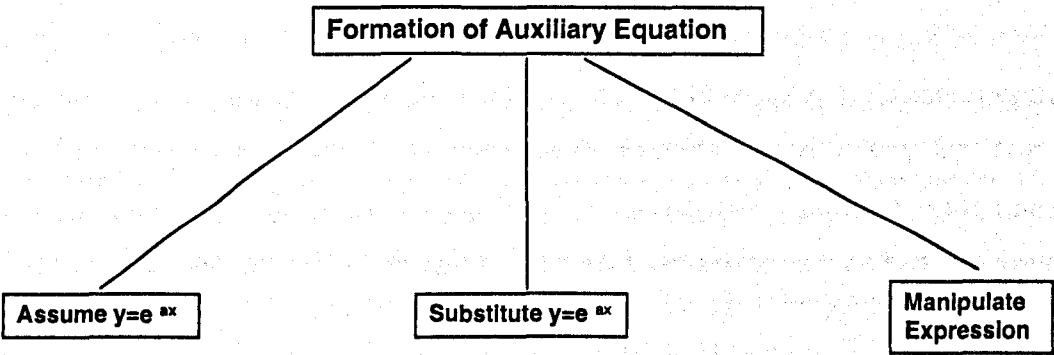 Formation of Auxiliary Equation
Assume y=e ax
Substitute y=e ax
Manipulate
Expression